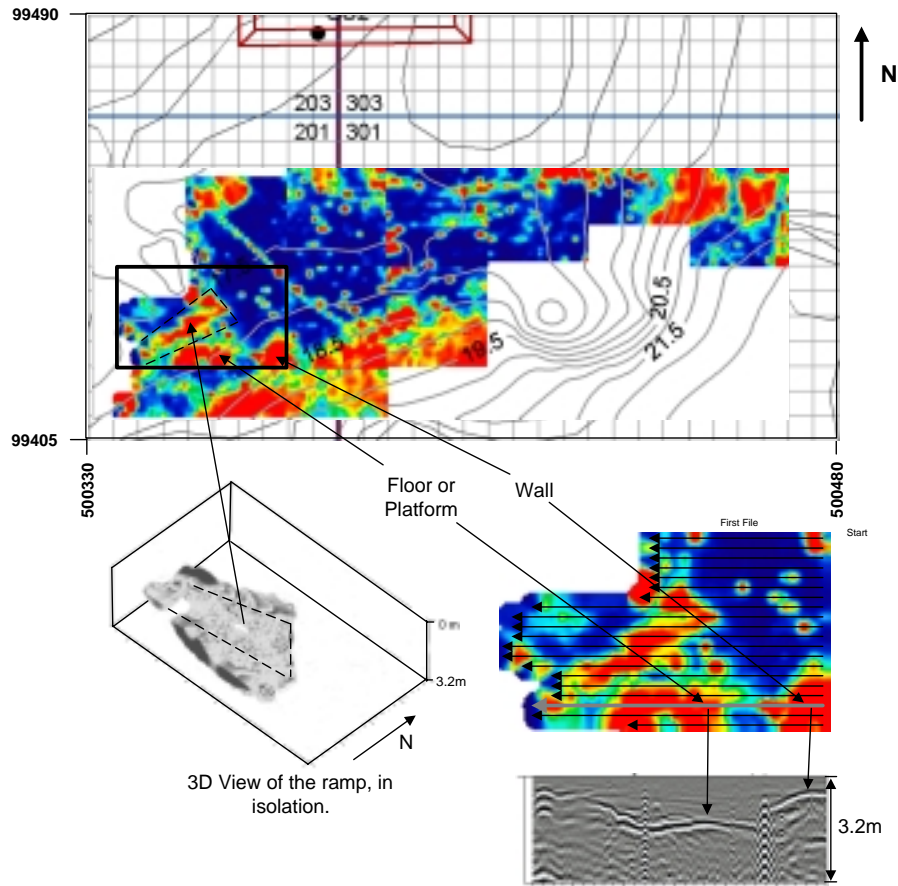 99490
N
203 303
201 301
20.5
21.5
19.5
18.5
99405
500330
500480
Floor or
Platform
Wall
First File
Start
0 m
3.2m
N
3D View of the ramp, in
isolation.
3.2m